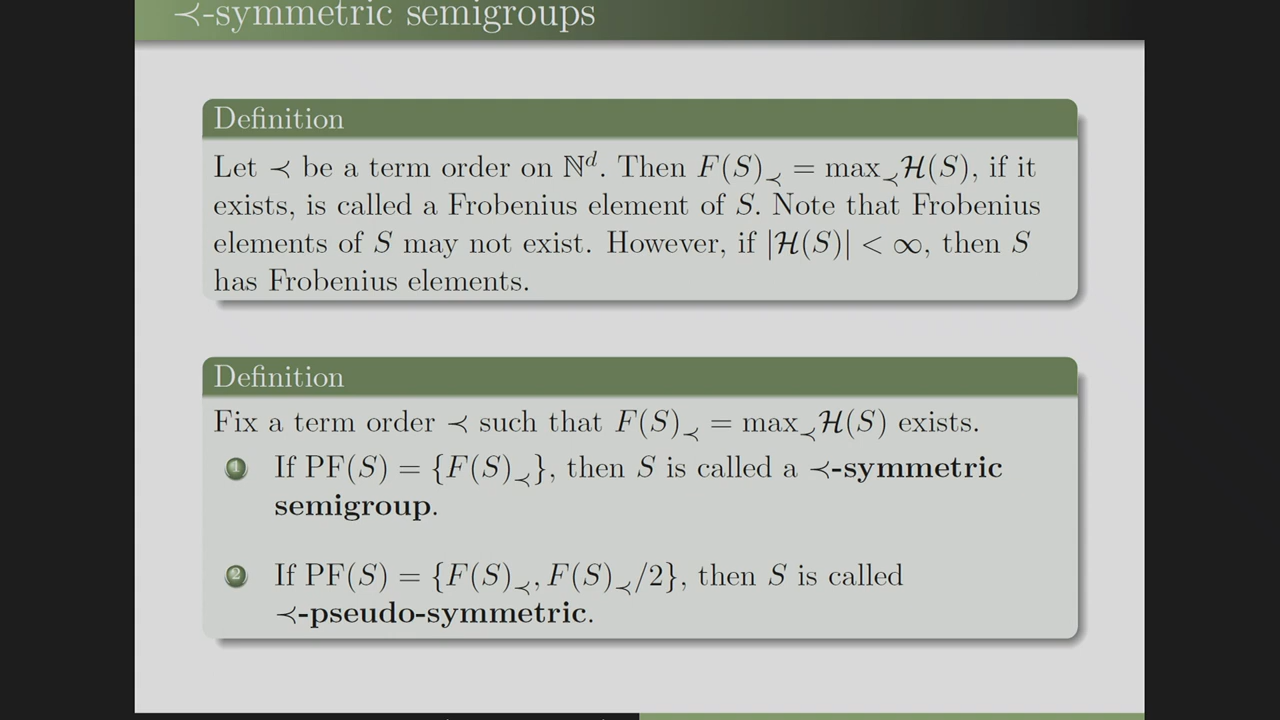 ≺-symmetric semigroups
Definition
Let ≺ be a term order on ℕ^d. Then F(S)_≺ = max_≺ ℋ(S), if it
exists, is called a Frobenius element of S. Note that Frobenius
elements of S may not exist. However, if |ℋ(S)| < ∞, then S
has Frobenius elements.
Definition
Fix a term order ≺ such that F(S)_≺ = max_≺ ℋ(S) exists.
1 If PF(S) = {F(S)_≺}, then S is called a ≺-symmetric
semigroup.
2 If PF(S) = {F(S)_≺, F(S)_≺/2}, then S is called
≺-pseudo-symmetric.